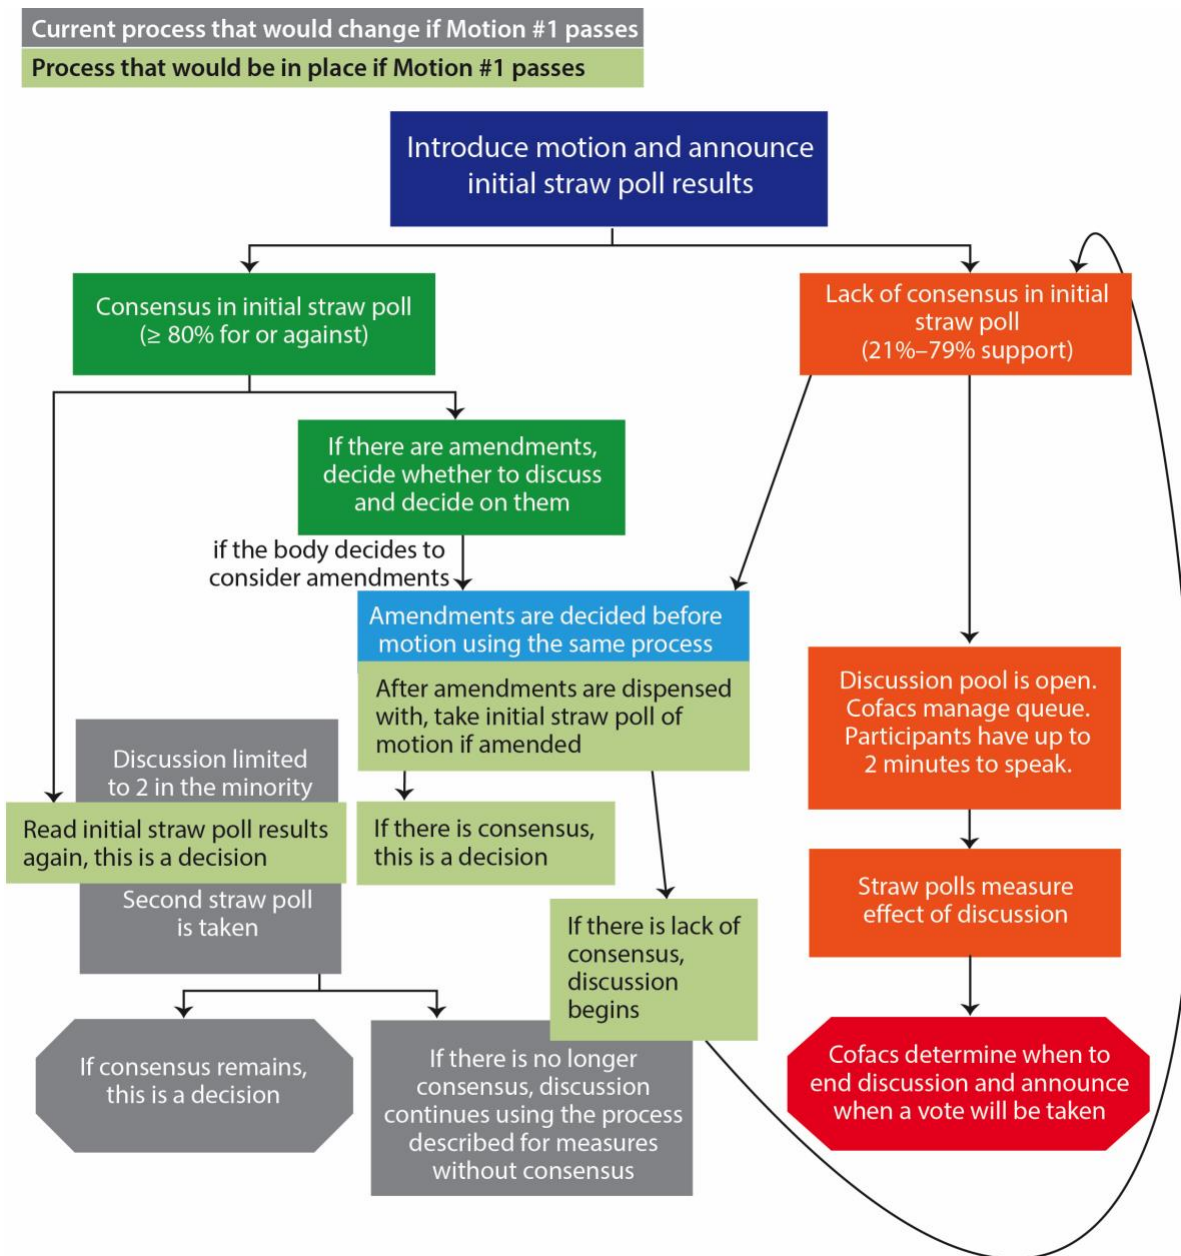 Current process that would change if Motion #1 passes
Process that would be in place if Motion #1 passes
Introduce motion and announce
initial straw poll results
Consensus in initial straw poll
(≥ 80% for or against)
Lack of consensus in initial
straw poll
(21%–79% support)
If there are amendments,
decide whether to discuss
and decide on them
if the body decides to
consider amendments
Amendments are decided before
motion using the same process
After amendments are dispensed
with, take initial straw poll of
motion if amended
Discussion pool is open.
Cofacs manage queue.
Participants have up to
2 minutes to speak.
Discussion limited
to 2 in the minority
Read initial straw poll results
again, this is a decision
If there is consensus,
this is a decision
Second straw poll
is taken
If there is lack of
consensus,
discussion
begins
Straw polls measure
effect of discussion
If consensus remains,
this is a decision
If there is no longer
consensus, discussion
continues using the process
described for measures
without consensus
Cofacs determine when to
end discussion and announce
when a vote will be taken